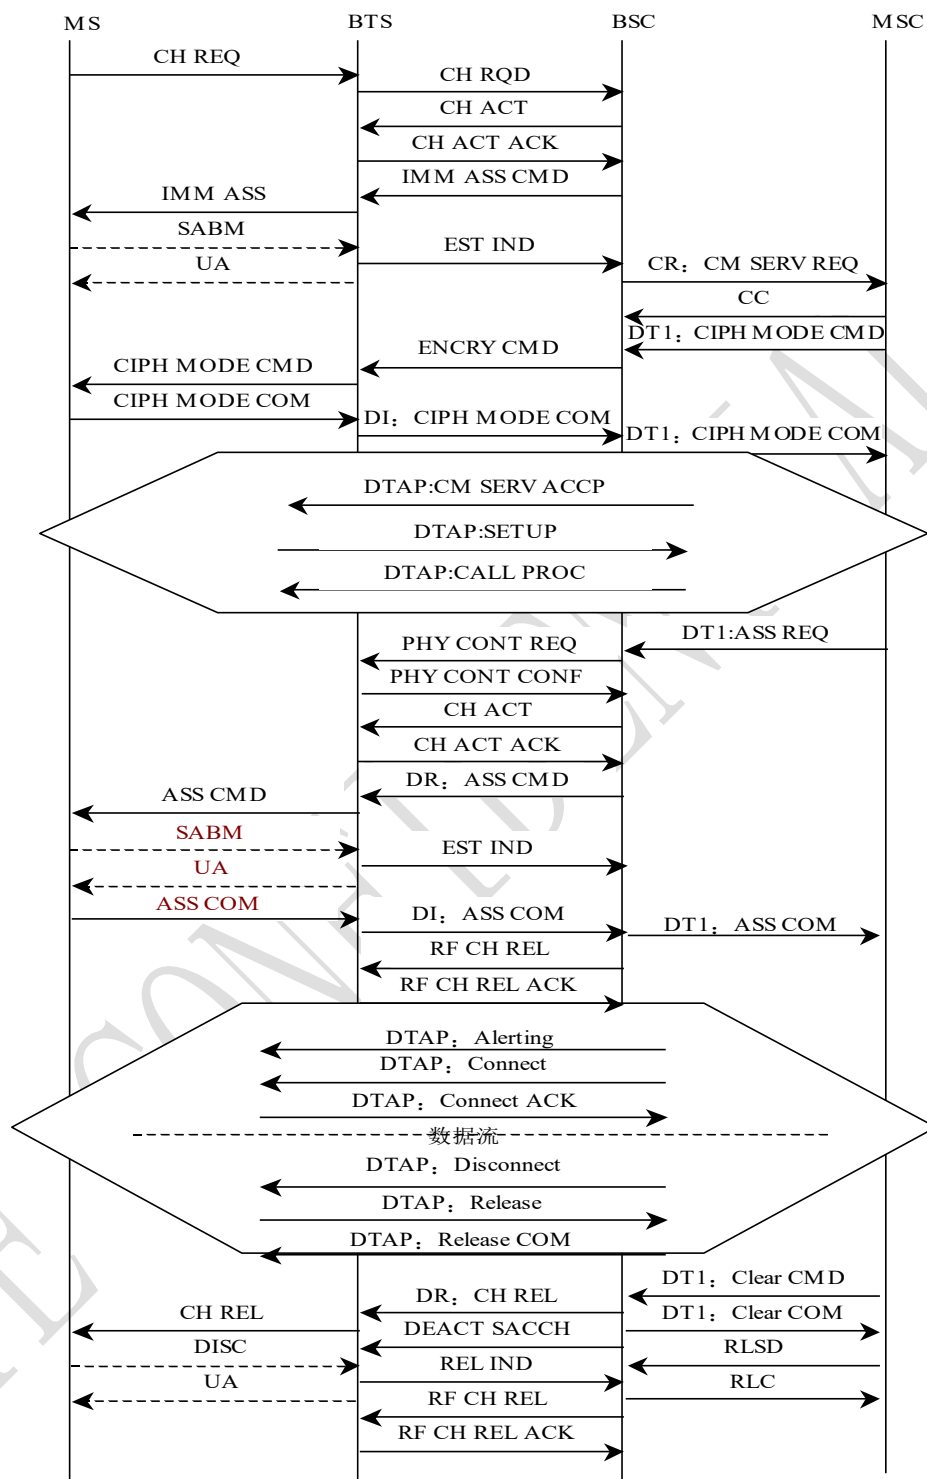 MS BTS BSC MSC
CH REQ
CH RQD
CH ACT
CH ACT ACK
IMM ASS CMD
IMM ASS
SABM
EST IND
UA
CR：CM SERV REQ
CC
DT1：CIPH MODE CMD
ENCRY CMD
CIPH MODE CMD
CIPH MODE COM
DI：CIPH MODE COM
DT1：CIPH MODE COM
DTAP:CM SERV ACCP
DTAP:SETUP
DTAP:CALL PROC
DT1:ASS REQ
PHY CONT REQ
PHY CONT CONF
CH ACT
CH ACT ACK
DR：ASS CMD
ASS CMD
SABM
EST IND
UA
ASS COM
DI：ASS COM
DT1：ASS COM
RF CH REL
RF CH REL ACK
DTAP：Alerting
DTAP：Connect
DTAP：Connect ACK
数据流
DTAP：Disconnect
DTAP：Release
DTAP：Release COM
DT1：Clear CMD
DR：CH REL
CH REL
DT1：Clear COM
DEACT SACCH
DISC
REL IND
RLSD
UA
RF CH REL
RLC
RF CH REL ACK